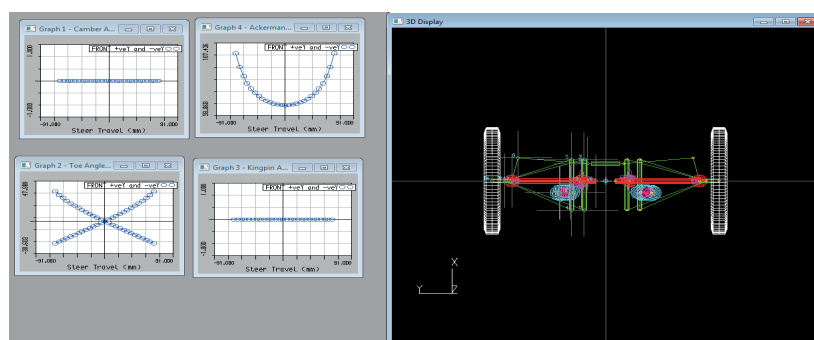 Graph 1 - Camber A...
FRONT +veY and -veY
1.000
-1.000
-91.000
91.000
Steer Travel (mm)
Graph 4 - Ackerman...
FRONT +veY and -veY
-91.000
91.000
Steer Travel (mm)
Graph 2 - Toe Angle...
FRONT +veY and -veY
-91.000
91.000
Steer Travel (mm)
Graph 3 - Kingpin A...
FRONT +veY and -veY
1.000
-1.000
-91.000
91.000
Steer Travel (mm)
3D Display
X
Y
Z